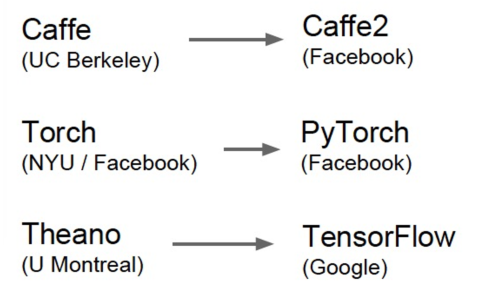 Caffe
(UC Berkeley)
Caffe2
(Facebook)
Torch
(NYU / Facebook)
PyTorch
(Facebook)
Theano
(U Montreal)
TensorFlow
(Google)